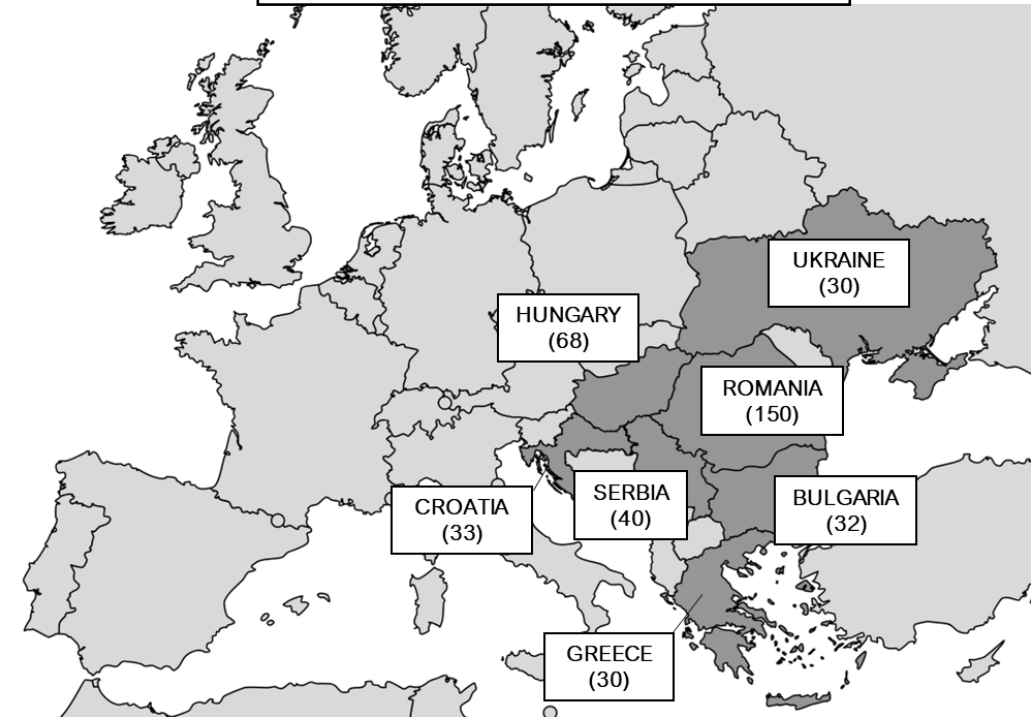 UKRAINE
(30)
HUNGARY
(68)
ROMANIA
(150)
CROATIA
(33)
SERBIA
(40)
BULGARIA
(32)
GREECE
(30)